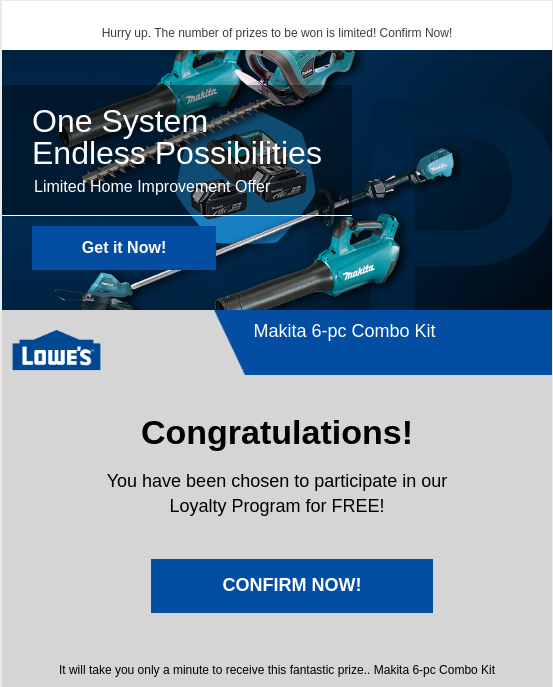 Hurry up. The number of prizes to be won is limited! Confirm Now!
makita
One System
Endless Possibilities
Limited Home Improvement Offer
Get it Now!
makita
Makita 6-pc Combo Kit
LOWE'S
Congratulations!
You have been chosen to participate in our
Loyalty Program for FREE!
CONFIRM NOW!
It will take you only a minute to receive this fantastic prize.. Makita 6-pc Combo Kit